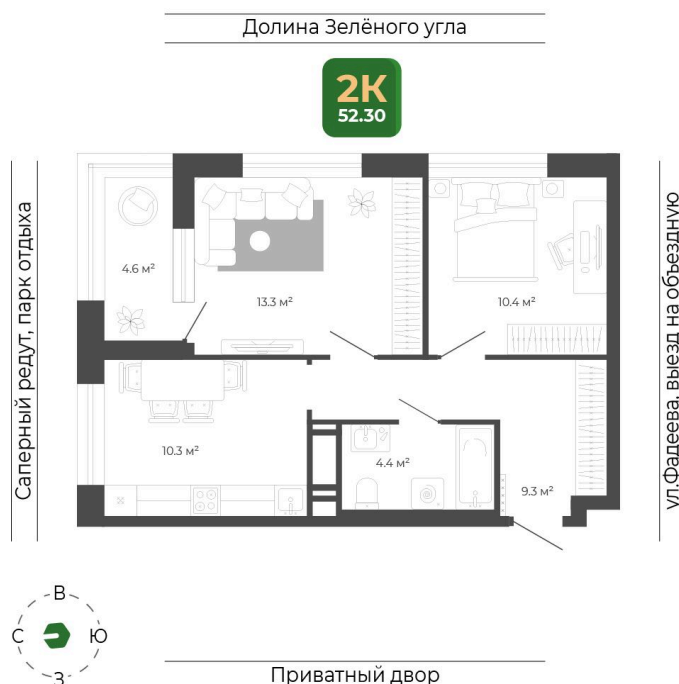 Долина Зелёного угла
2К
52.30
Саперный редут, парк отдыха
ул.Фадеева, выезд на объездную
4.6 м²
13.3 м²
10.4 м²
10.3 м²
4.4 м²
9.3 м²
В
С
Ю
З
Приватный двор